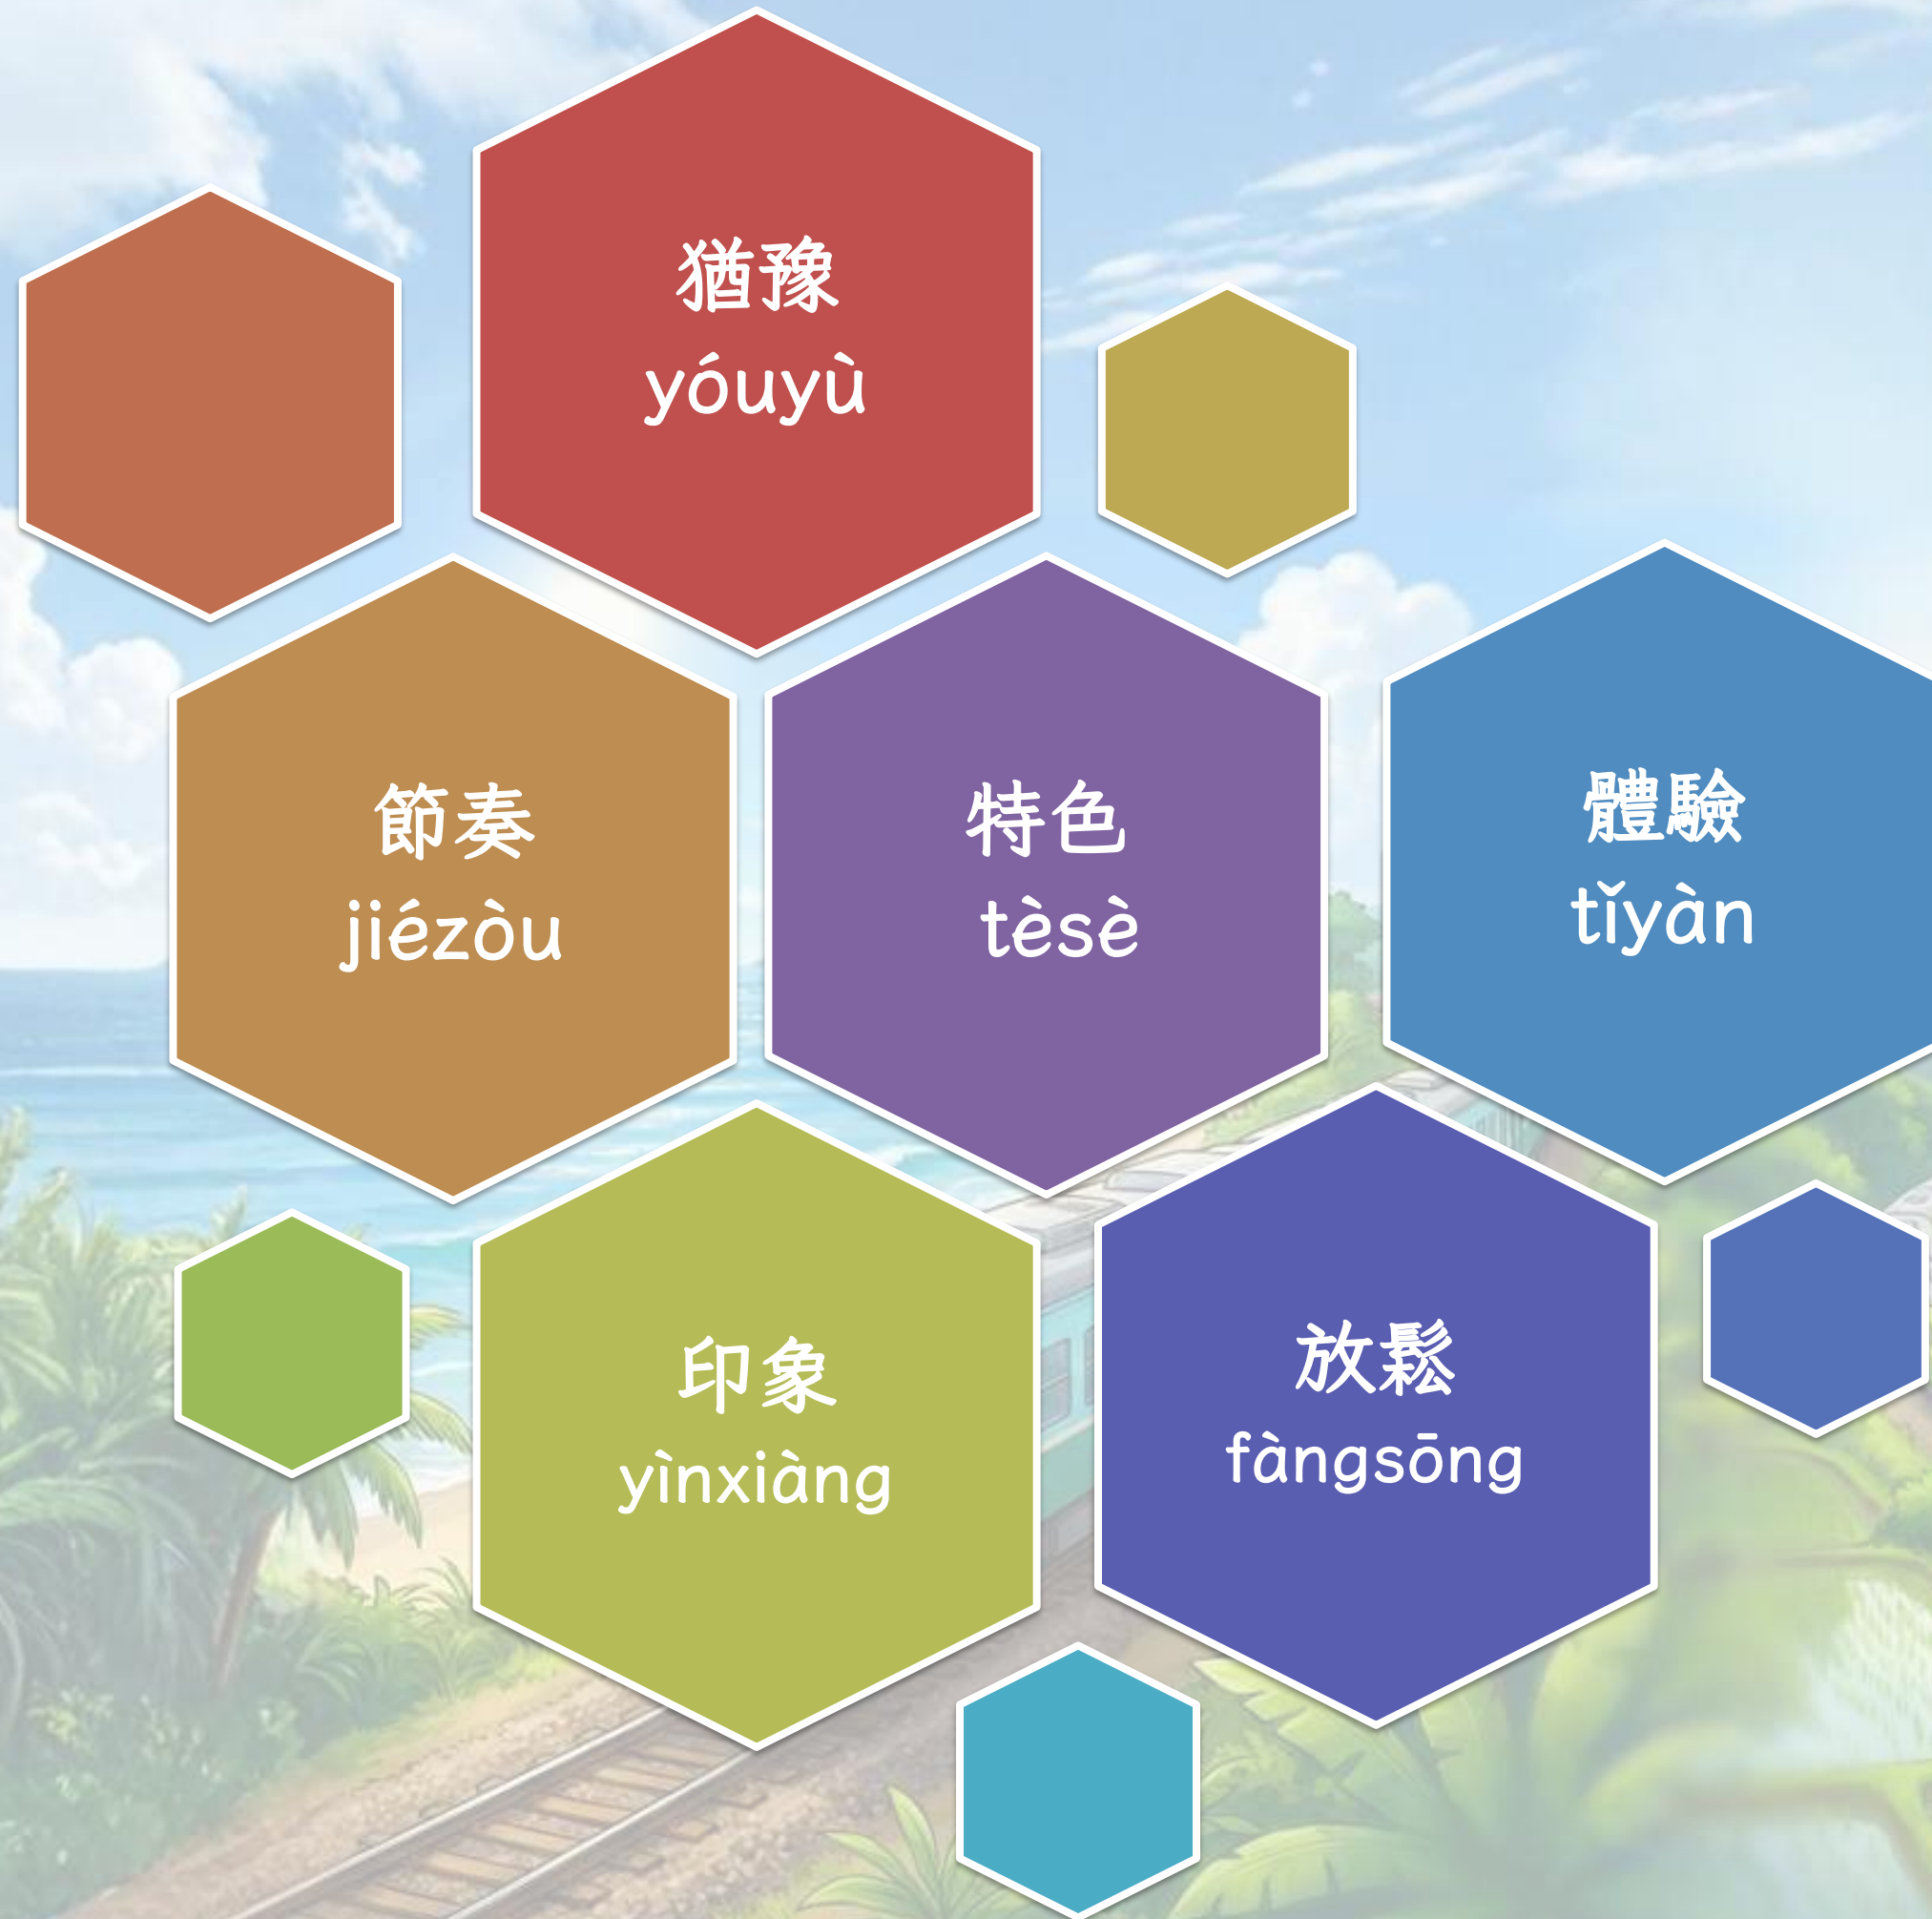 猶豫
yóuyù
節奏
jiézòu
特色
tèsè
體驗
tǐyàn
印象
yìnxiàng
放鬆
fàngsōng